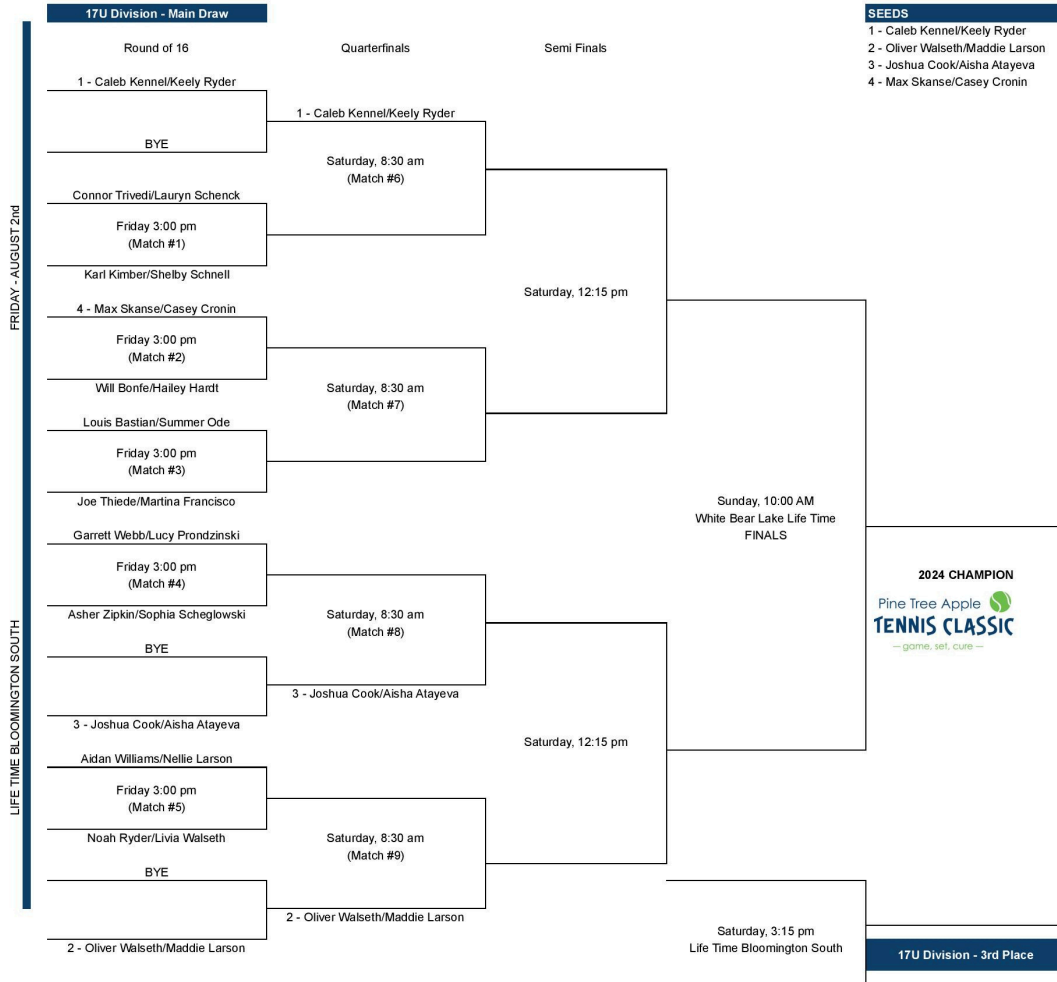 17U Division - Main Draw
SEEDS
1 - Caleb Kennel/Keely Ryder
2 - Oliver Walseth/Maddie Larson
3 - Joshua Cook/Aisha Atayeva
4 - Max Skanse/Casey Cronin
Round of 16
Quarterfinals
Semi Finals
FRIDAY - AUGUST 2nd
LIFE TIME BLOOMINGTON SOUTH
1 - Caleb Kennel/Keely Ryder
BYE
Connor Trivedi/Lauryn Schenck
Friday 3:00 pm
(Match #1)
Karl Kimber/Shelby Schnell
4 - Max Skanse/Casey Cronin
Friday 3:00 pm
(Match #2)
Will Bonfe/Hailey Hardt
Louis Bastian/Summer Ode
Friday 3:00 pm
(Match #3)
Joe Thiede/Martina Francisco
Garrett Webb/Lucy Prondzinski
Friday 3:00 pm
(Match #4)
Asher Zipkin/Sophia Scheglowski
BYE
3 - Joshua Cook/Aisha Atayeva
Aidan Williams/Nellie Larson
Friday 3:00 pm
(Match #5)
Noah Ryder/Livia Walseth
BYE
2 - Oliver Walseth/Maddie Larson
1 - Caleb Kennel/Keely Ryder
Saturday, 8:30 am
(Match #6)
Saturday, 8:30 am
(Match #7)
Saturday, 8:30 am
(Match #8)
3 - Joshua Cook/Aisha Atayeva
Saturday, 8:30 am
(Match #9)
2 - Oliver Walseth/Maddie Larson
Saturday, 12:15 pm
Saturday, 12:15 pm
Sunday, 10:00 AM
White Bear Lake Life Time
FINALS
2024 CHAMPION
Pine Tree Apple
TENNIS CLASSIC
— game, set, cure —
Saturday, 3:15 pm
Life Time Bloomington South
17U Division - 3rd Place